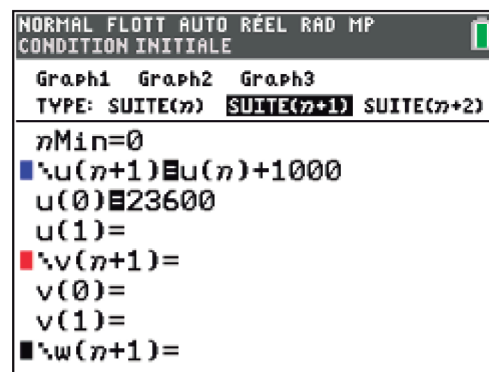 NORMAL FLOTT AUTO RÉEL RAD MP
CONDITION INITIALE
Graph1 Graph2 Graph3
TYPE: SUITE(n) SUITE(n+1) SUITE(n+2)
nMin=0
u(n+1)=u(n)+1000
u(0)=23600
u(1)=
v(n+1)=
v(0)=
v(1)=
w(n+1)=